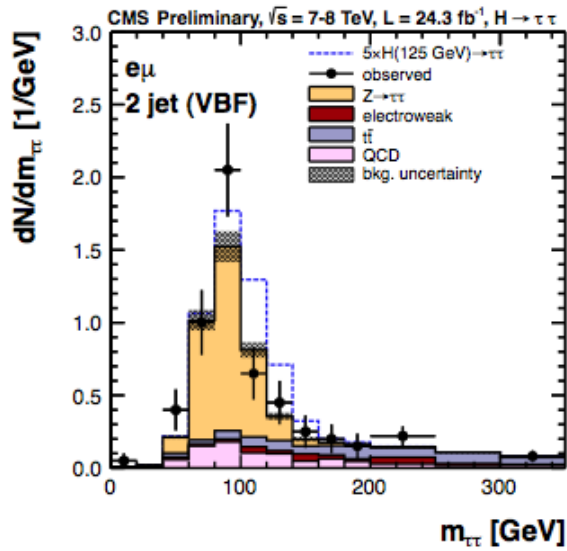 CMS Preliminary, √s = 7-8 TeV, L = 24.3 fb⁻¹, H → ττ
eμ
2 jet (VBF)
5×H(125 GeV)→ττ
observed
Z→ττ
electroweak
tt̄
QCD
bkg. uncertainty
dN/dm_ττ [1/GeV]
3.0
2.5
2.0
1.5
1.0
0.5
0.0
0 100 200 300
m_ττ [GeV]